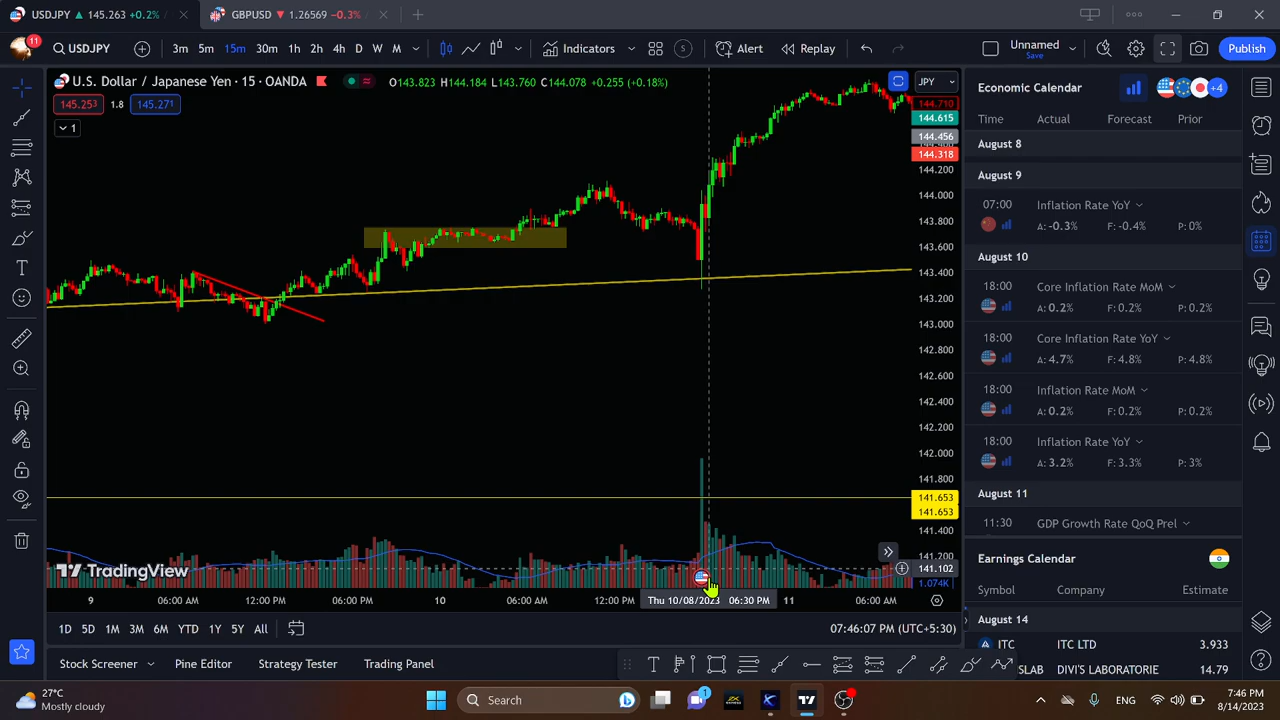 USDJPY ▲ 145.263 +0.2%
GBPUSD ▼ 1.26569 −0.3%
11
USDJPY
3m 5m 15m 30m 1h 2h 4h D W M
Indicators
S
Alert
Replay
Unnamed
Save
Publish
U.S. Dollar / Japanese Yen · 15 · OANDA
O143.823 H144.184 L143.760 C144.078 +0.255 (+0.18%)
JPY
145.253 1.8 145.271
1
144.710
144.615
144.456
144.318
144.200
144.000
143.800
143.600
143.400
143.200
143.000
142.800
142.600
142.400
142.200
142.000
141.800
141.653
141.653
141.400
141.200
141.102
1.074K
TradingView
9 06:00 AM 12:00 PM 06:00 PM 10 06:00 AM 12:00 PM Thu 10/08/2023 06:30 PM 11 06:00 AM
1D 5D 1M 3M 6M YTD 1Y 5Y All
07:46:07 PM (UTC+5:30)
Stock Screener
Pine Editor
Strategy Tester
Trading Panel
Economic Calendar
+4
Time Actual Forecast Prior
August 8
August 9
07:00 Inflation Rate YoY
A: -0.3% F: -0.4% P: 0%
August 10
18:00 Core Inflation Rate MoM
A: 0.2% F: 0.2% P: 0.2%
18:00 Core Inflation Rate YoY
A: 4.7% F: 4.8% P: 4.8%
18:00 Inflation Rate MoM
A: 0.2% F: 0.2% P: 0.2%
18:00 Inflation Rate YoY
A: 3.2% F: 3.3% P: 3%
August 11
11:30 GDP Growth Rate QoQ Prel
Earnings Calendar
Symbol Company Estimate
August 14
ITC ITC LTD 3.933
SLAB DIVI'S LABORATORIE 14.79
27°C
Mostly cloudy
Search
1
ENG
7:46 PM
8/14/2023